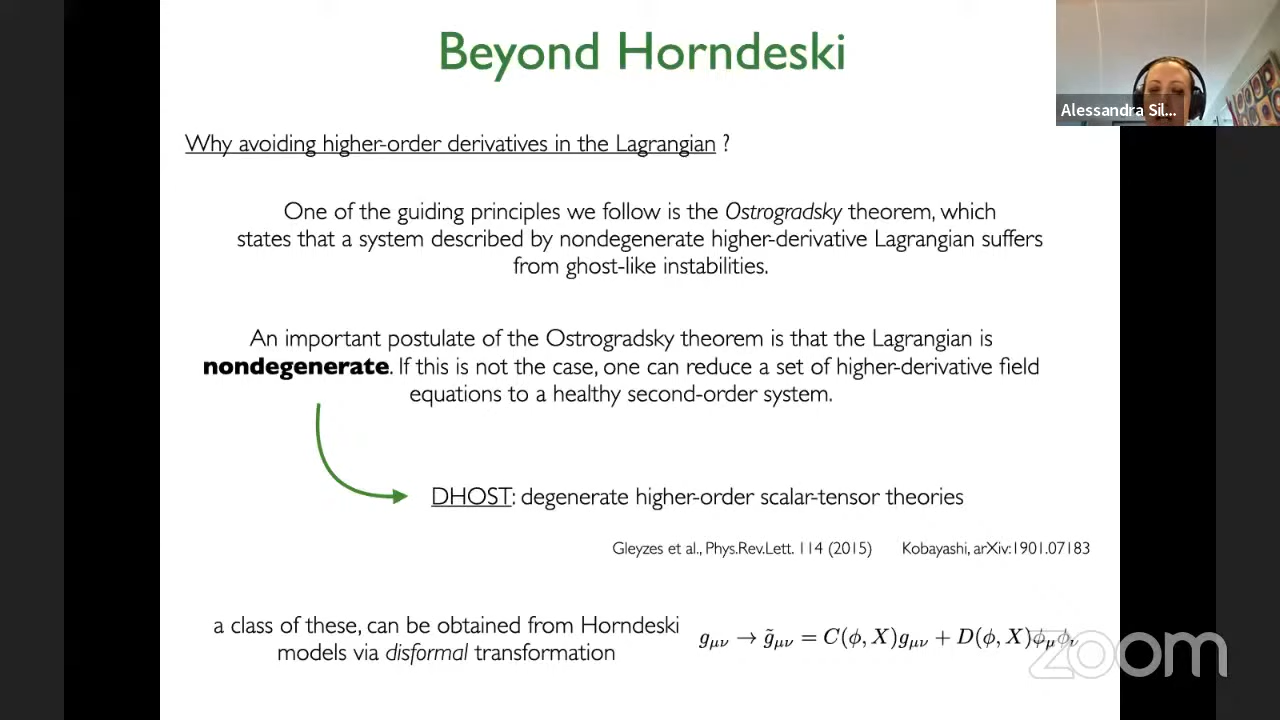 Beyond Horndeski
Alessandra Sil...
Why avoiding higher-order derivatives in the Lagrangian ?
One of the guiding principles we follow is the Ostrogradsky theorem, which
states that a system described by nondegenerate higher-derivative Lagrangian suffers
from ghost-like instabilities.
An important postulate of the Ostrogradsky theorem is that the Lagrangian is
nondegenerate. If this is not the case, one can reduce a set of higher-derivative field
equations to a healthy second-order system.
DHOST: degenerate higher-order scalar-tensor theories
Gleyzes et al., Phys.Rev.Lett. 114 (2015) Kobayashi, arXiv:1901.07183
a class of these, can be obtained from Horndeski
models via disformal transformation
g_{μν} → g̃_{μν} = C(ϕ, X)g_{μν} + D(ϕ, X)ϕ_μϕ_ν
zoom